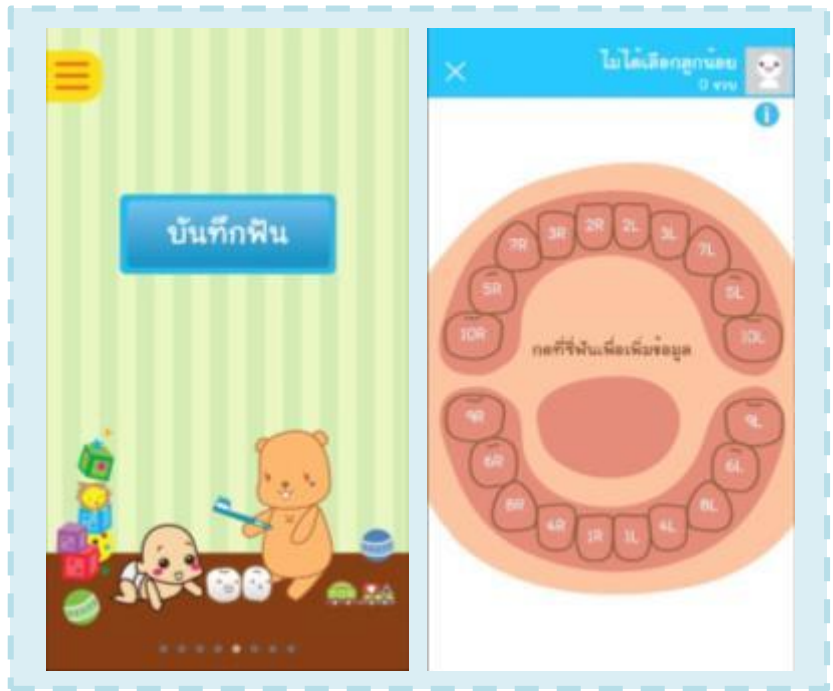 บันทึกฟัน
ไม่ได้เลือกลูกน้อย
0 ขวบ
i
2R 2L
3R 3L
7R 7L
5R 5L
10R 10L
กดที่ซี่ฟันเพื่อเพิ่มข้อมูล
9R 9L
6R 6L
8R 8L
4R 4L
1R 1L